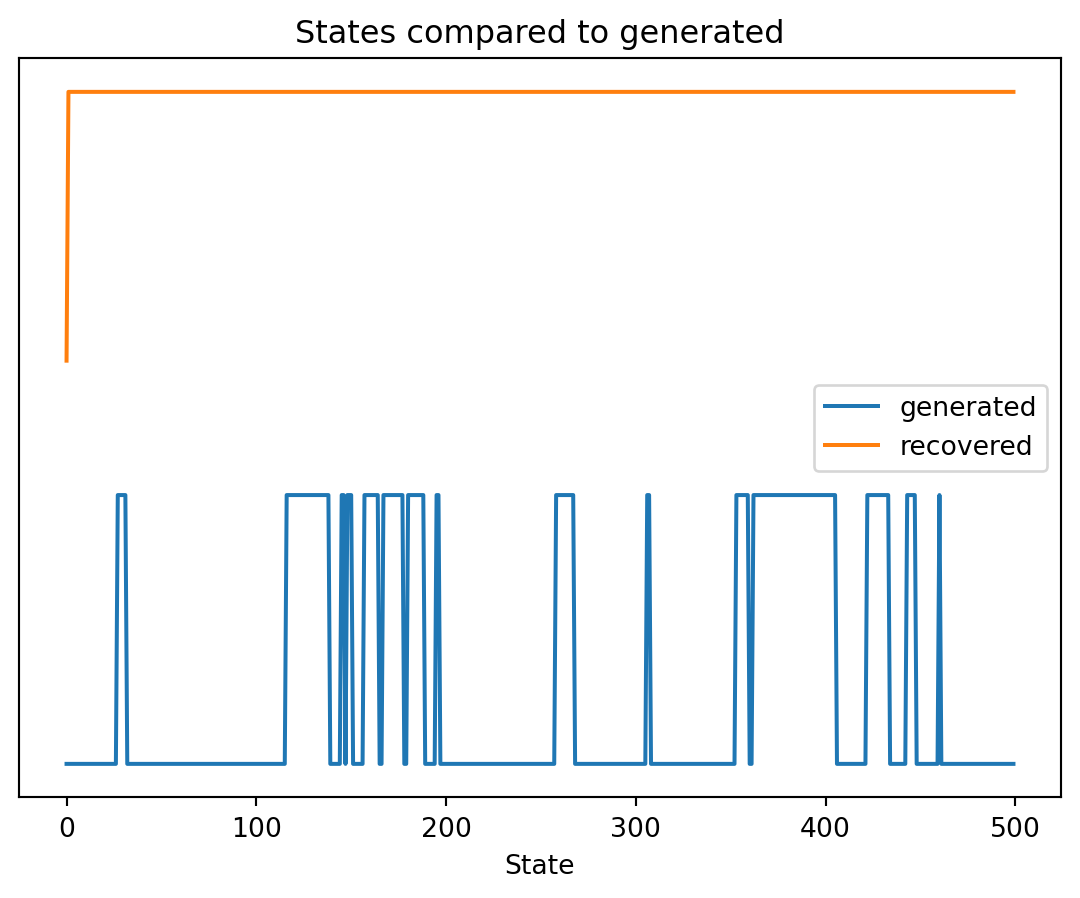 States compared to generated
generated
recovered
0 100 200 300 400 500
State